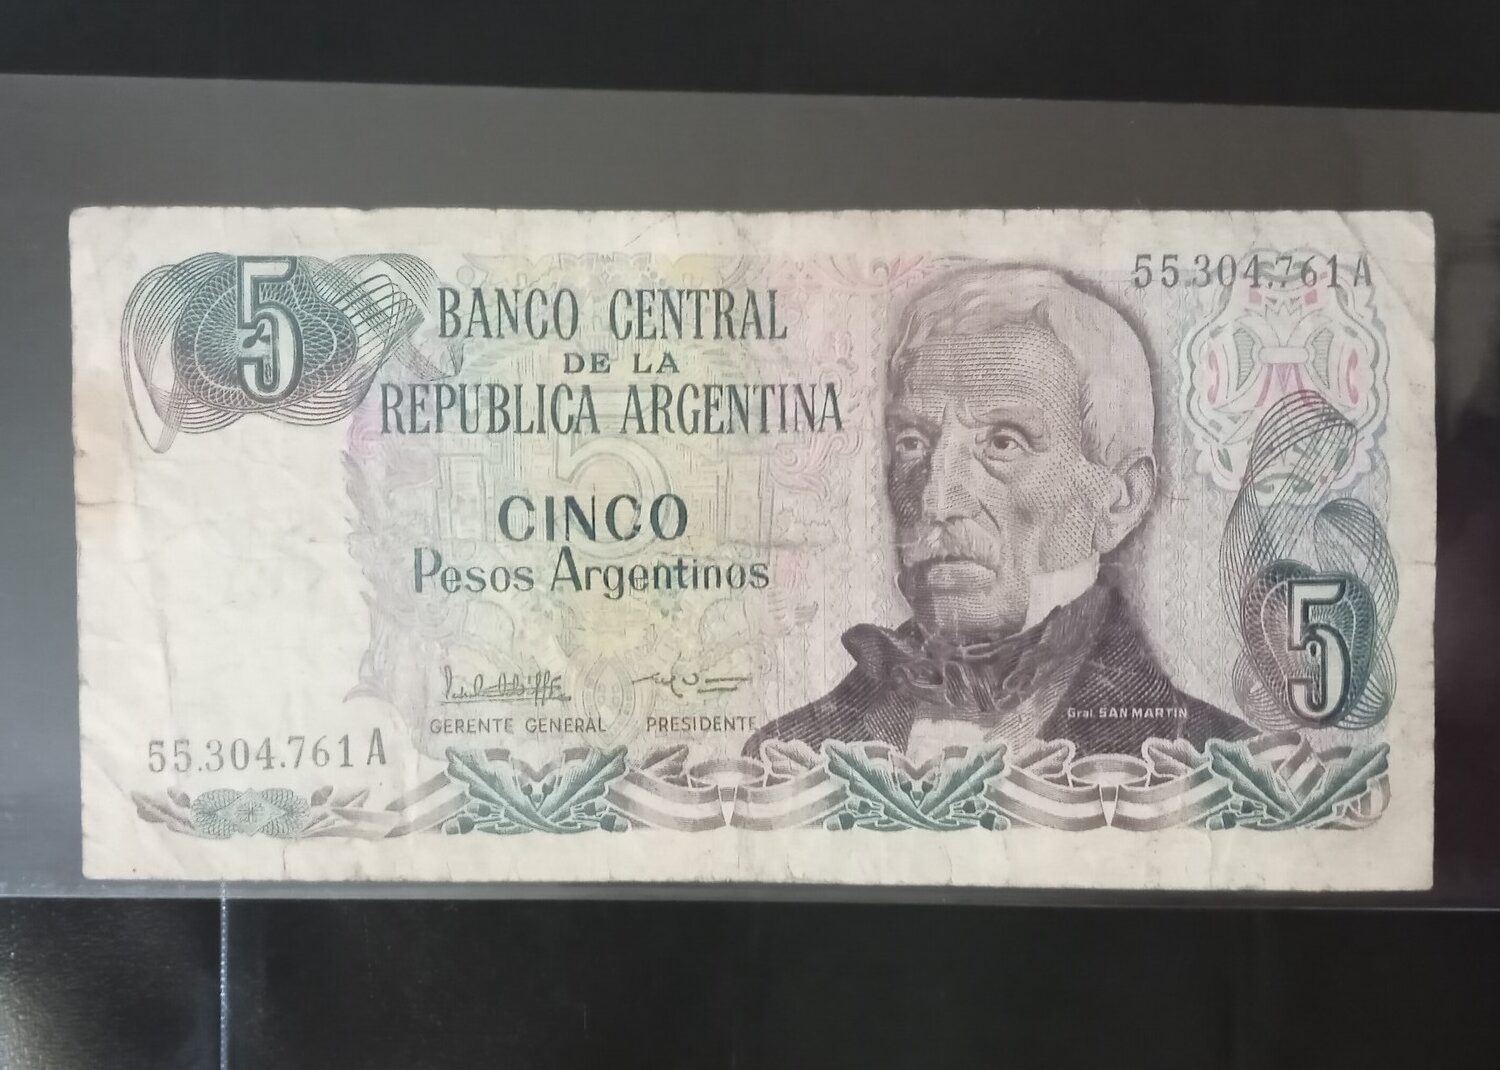 5
BANCO CENTRAL
DE LA
REPUBLICA ARGENTINA
55.304.761 A
CINCO
Pesos Argentinos
5
GERENTE GENERAL PRESIDENTE
Gral. SAN MARTIN
55.304.761 A
5